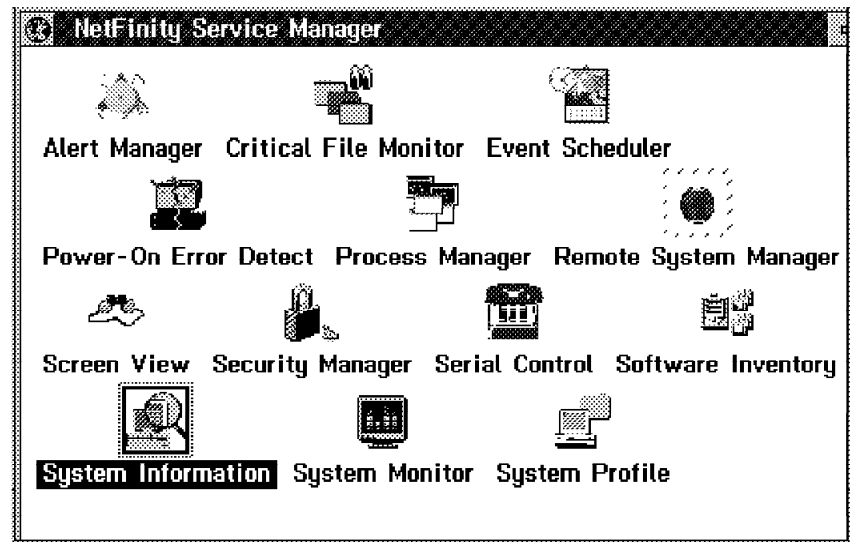 NetFinity Service Manager
Alert Manager Critical File Monitor Event Scheduler
Power-On Error Detect Process Manager Remote System Manager
Screen View Security Manager Serial Control Software Inventory
System Information System Monitor System Profile